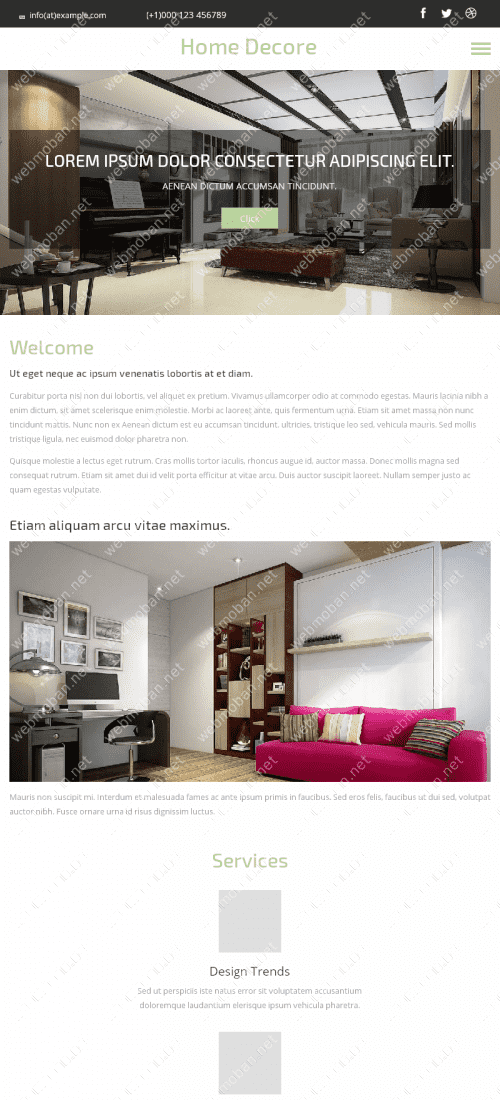 info(at)example.com (+1)000 123 456789
Home Decore
LOREM IPSUM DOLOR CONSECTETUR ADIPISCING ELIT.
AENEAN DICTUM ACCUMSAN TINCIDUNT.
Click
Welcome
Ut eget neque ac ipsum venenatis lobortis at et diam.
Curabitur porta nisi non dui lobortis, vel aliquet ex pretium. Vivamus ullamcorper odio at commodo egestas. Mauris lacinia nibh a
enim dictum, sit amet scelerisque enim molestie. Morbi ac laoreet ante, quis fermentum urna. Etiam sit amet massa non nunc
tincidunt mattis. Nunc non ex Aenean dictum est eu accumsan tincidunt. ultricies, tristique leo sed, vehicula mauris. Sed mollis
tristique ligula, nec euismod dolor pharetra non.
Quisque molestie a lectus eget rutrum. Cras mollis tortor iaculis, rhoncus augue id, auctor massa. Donec mollis magna sed
consequat rutrum. Etiam sit amet dui id velit porta efficitur at vitae arcu. Duis auctor suscipit laoreet. Nullam semper justo ac
quam egestas vulputate.
Etiam aliquam arcu vitae maximus.
Mauris non suscipit mi. Interdum et malesuada fames ac ante ipsum primis in faucibus. Sed eros felis, faucibus ut dui sed, volutpat
auctor nibh. Fusce ornare urna id risus dignissim luctus.
Services
Design Trends
Sed ut perspiciis iste natus error sit voluptatem accusantium
doloremque laudantium elerisque ipsum vehicula pharetra.
webmoban.net